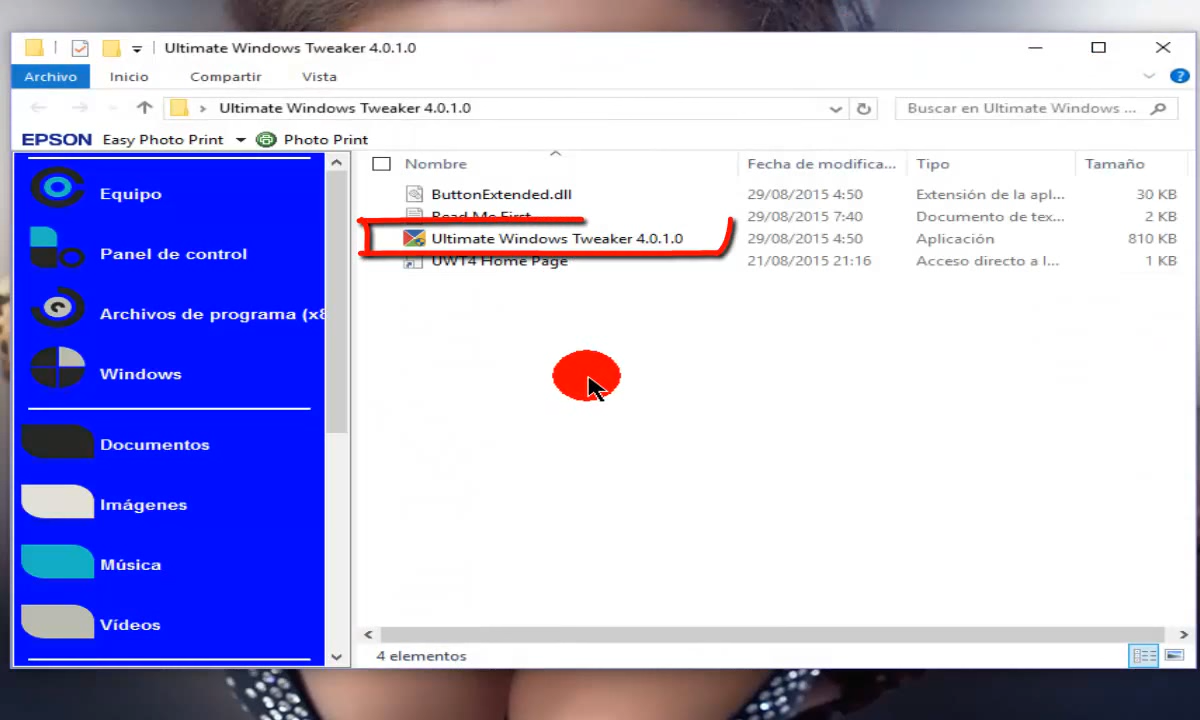 Ultimate Windows Tweaker 4.0.1.0
Archivo Inicio Compartir Vista
Ultimate Windows Tweaker 4.0.1.0 Buscar en Ultimate Windows ...
EPSON Easy Photo Print Photo Print
Equipo
Panel de control
Archivos de programa (x8
Windows
Documentos
Imágenes
Música
Vídeos
Nombre Fecha de modifica... Tipo Tamaño
ButtonExtended.dll 29/08/2015 4:50 Extensión de la apl... 30 KB
Read Me First 29/08/2015 7:40 Documento de tex... 2 KB
Ultimate Windows Tweaker 4.0.1.0 29/08/2015 4:50 Aplicación 810 KB
UWT4 Home Page 21/08/2015 21:16 Acceso directo a I... 1 KB
4 elementos